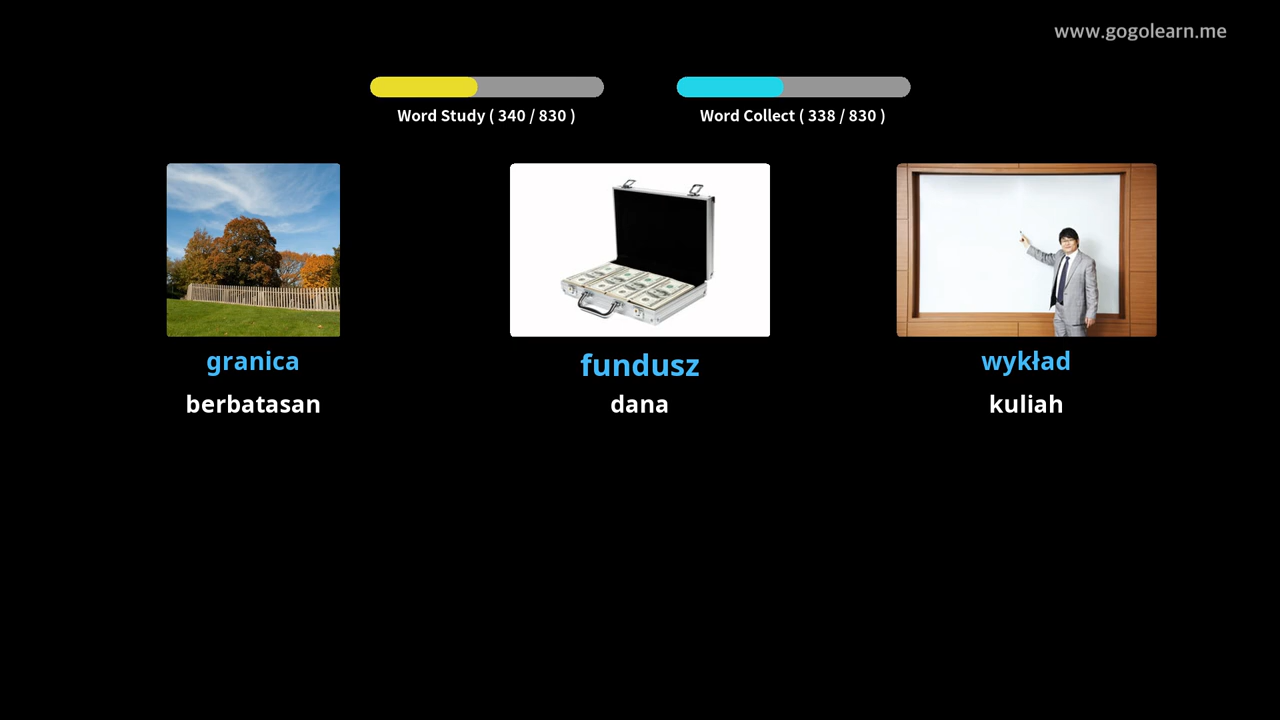 www.gogolearn.me
Word Study ( 340 / 830 )
Word Collect ( 338 / 830 )
granica
fundusz
wykład
berbatasan
dana
kuliah